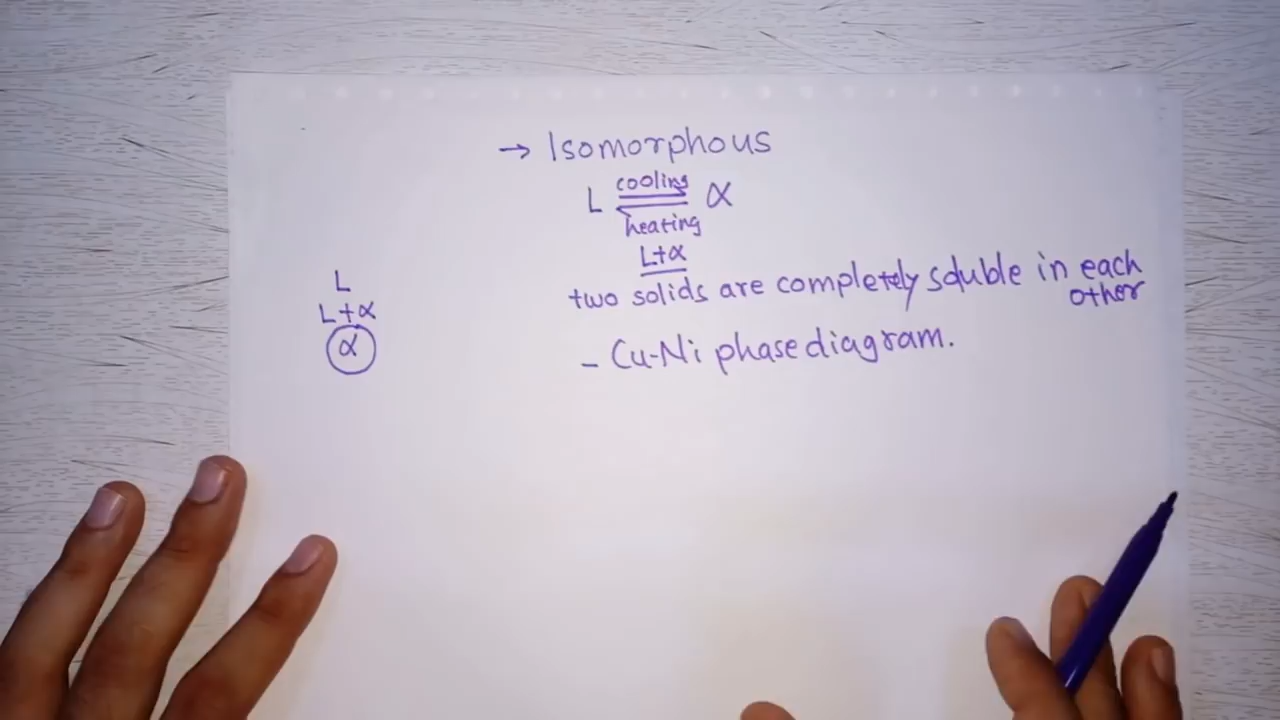 → Isomorphous
cooling
L ⇌ α
heating
L+α
two solids are completely soluble in each
other
- Cu-Ni phase diagram.
L
L+α
α